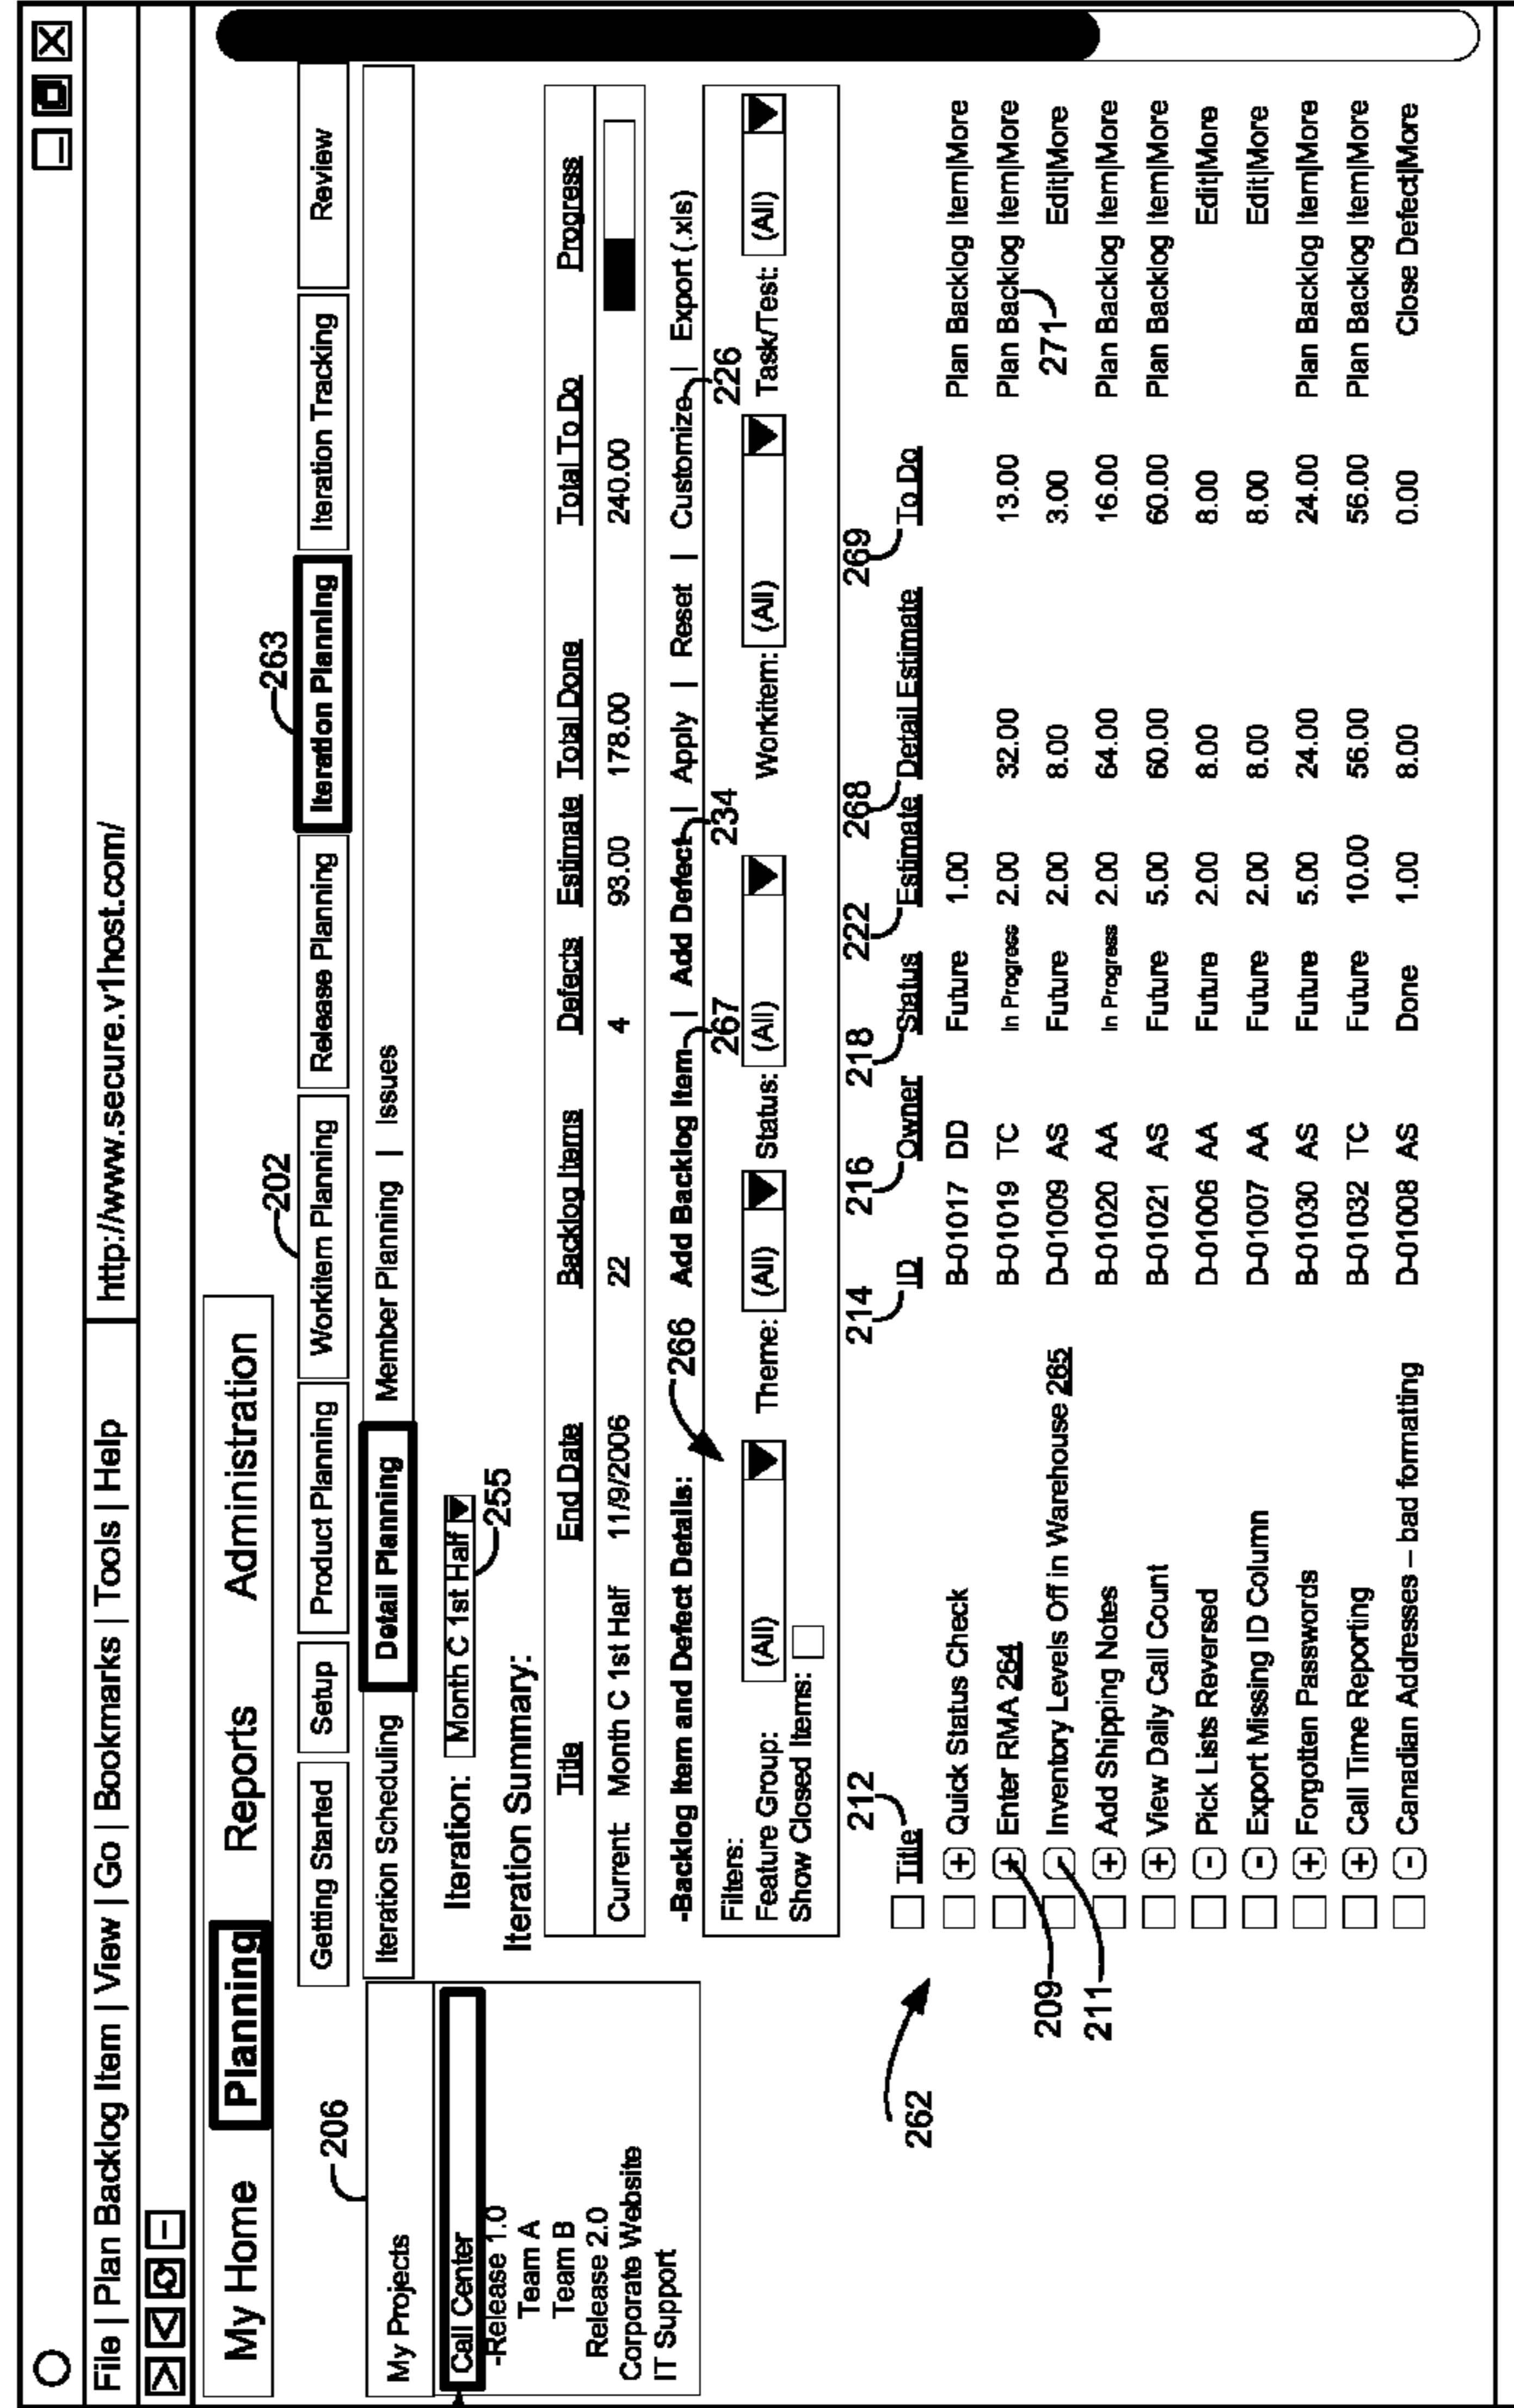 File | Plan Backlog Item | View | Go | Bookmarks | Tools | Help http://www.secure.v1host.com/
My Home Planning Reports Administration
206 202 263
Getting Started Setup Product Planning Workitem Planning Release Planning Iteration Planning Iteration Tracking Review
My Projects
Call Center
-Release 1.0
Team A
Team B
Release 2.0
Corporate Website
IT Support
Iteration Scheduling Detail Planning Member Planning | Issues
Iteration: Month C 1st Half
255
Iteration Summary:
Title End Date Backlog Items Defects Estimate Total Done Total To Do Progress
Current: Month C 1st Half 11/9/2006 22 4 93.00 178.00 240.00
-Backlog Item and Defect Details: 266 Add Backlog Item | Add Defect | Apply | Reset | Customize | Export (.xls)
267 234 226
Filters:
Feature Group: (All) Theme: (All) Status: (All) Workitem: (All) Task/Test: (All)
Show Closed Items:
212 214 216 218 222 268 269
Title ID Owner Status Estimate Detail Estimate To Do
Quick Status Check B-01017 DD Future 1.00 Plan Backlog Item|More
Enter RMA 264 B-01019 TC In Progress 2.00 32.00 13.00 Plan Backlog Item|More
Inventory Levels Off in Warehouse 265 D-01009 AS Future 2.00 8.00 3.00 Edit|More
Add Shipping Notes B-01020 AA In Progress 2.00 64.00 16.00 Plan Backlog Item|More
View Daily Call Count B-01021 AS Future 5.00 60.00 60.00 Plan Backlog Item|More
Pick Lists Reversed D-01006 AA Future 2.00 8.00 8.00 Edit|More
Export Missing ID Column D-01007 AA Future 2.00 8.00 8.00 Edit|More
Forgotten Passwords B-01030 AS Future 5.00 24.00 24.00 Plan Backlog Item|More
Call Time Reporting B-01032 TC Future 10.00 56.00 56.00 Plan Backlog Item|More
Canadian Addresses – bad formatting D-01008 AS Done 1.00 8.00 0.00 Close Defect|More
262
209
211
271